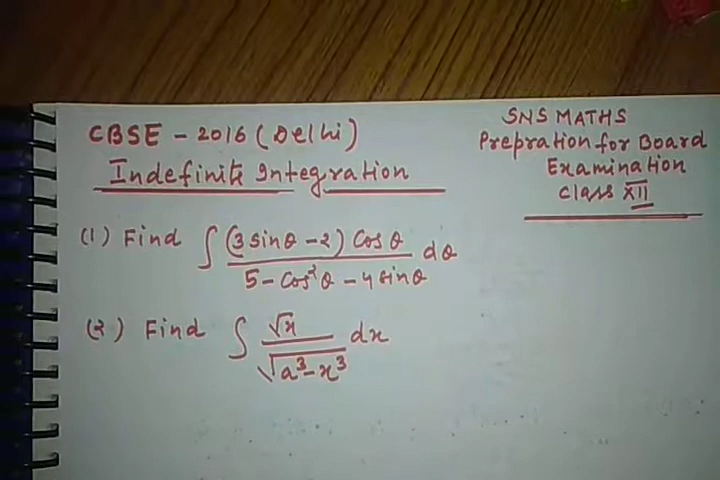 CBSE - 2016 (Delhi)
Indefinite Integration
SNS MATHS
Prepration for Board
Examination
Class XII
(1) Find ∫ (3 sinθ - 2) Cosθ / 5 - Cos²θ - 4 sinθ dθ
(2) Find ∫ √x / √a³-x³ dx